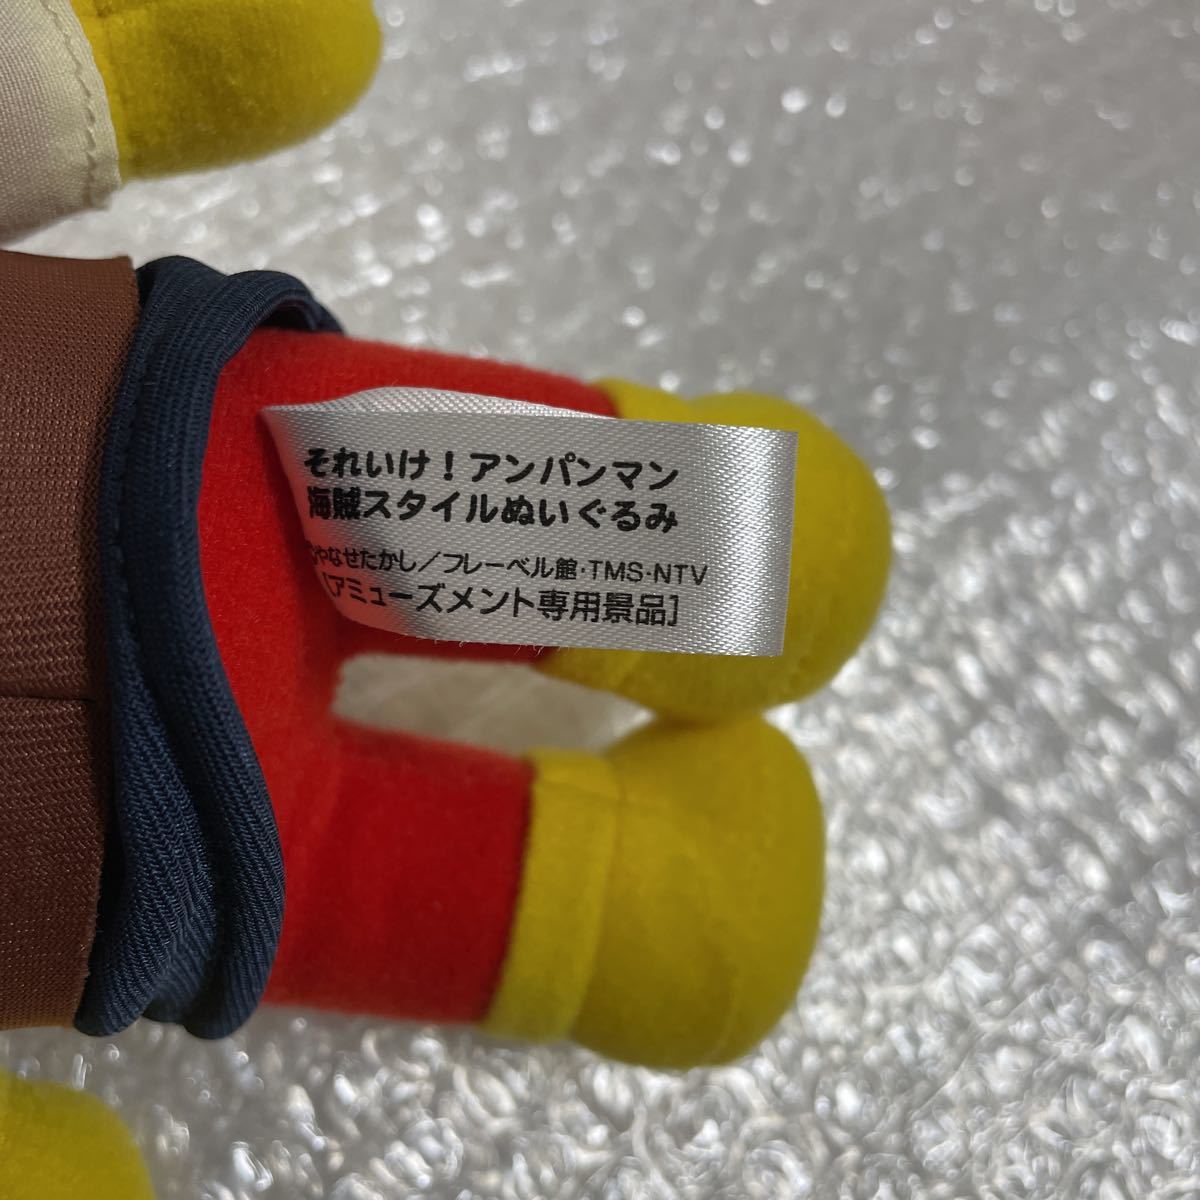 それいけ！アンパンマン
海賊スタイルぬいぐるみ
©やなせたかし／フレーベル館・TMS・NTV
[アミューズメント専用景品]